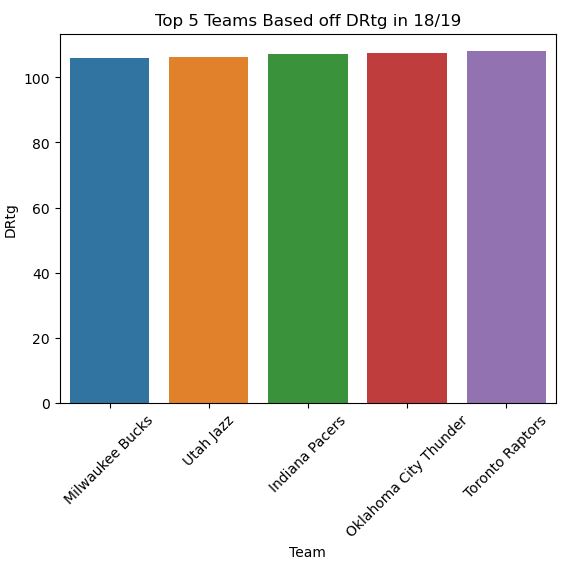 Top 5 Teams Based off DRtg in 18/19
DRtg
100
80
60
40
20
0
Milwaukee Bucks
Utah Jazz
Indiana Pacers
Oklahoma City Thunder
Toronto Raptors
Team